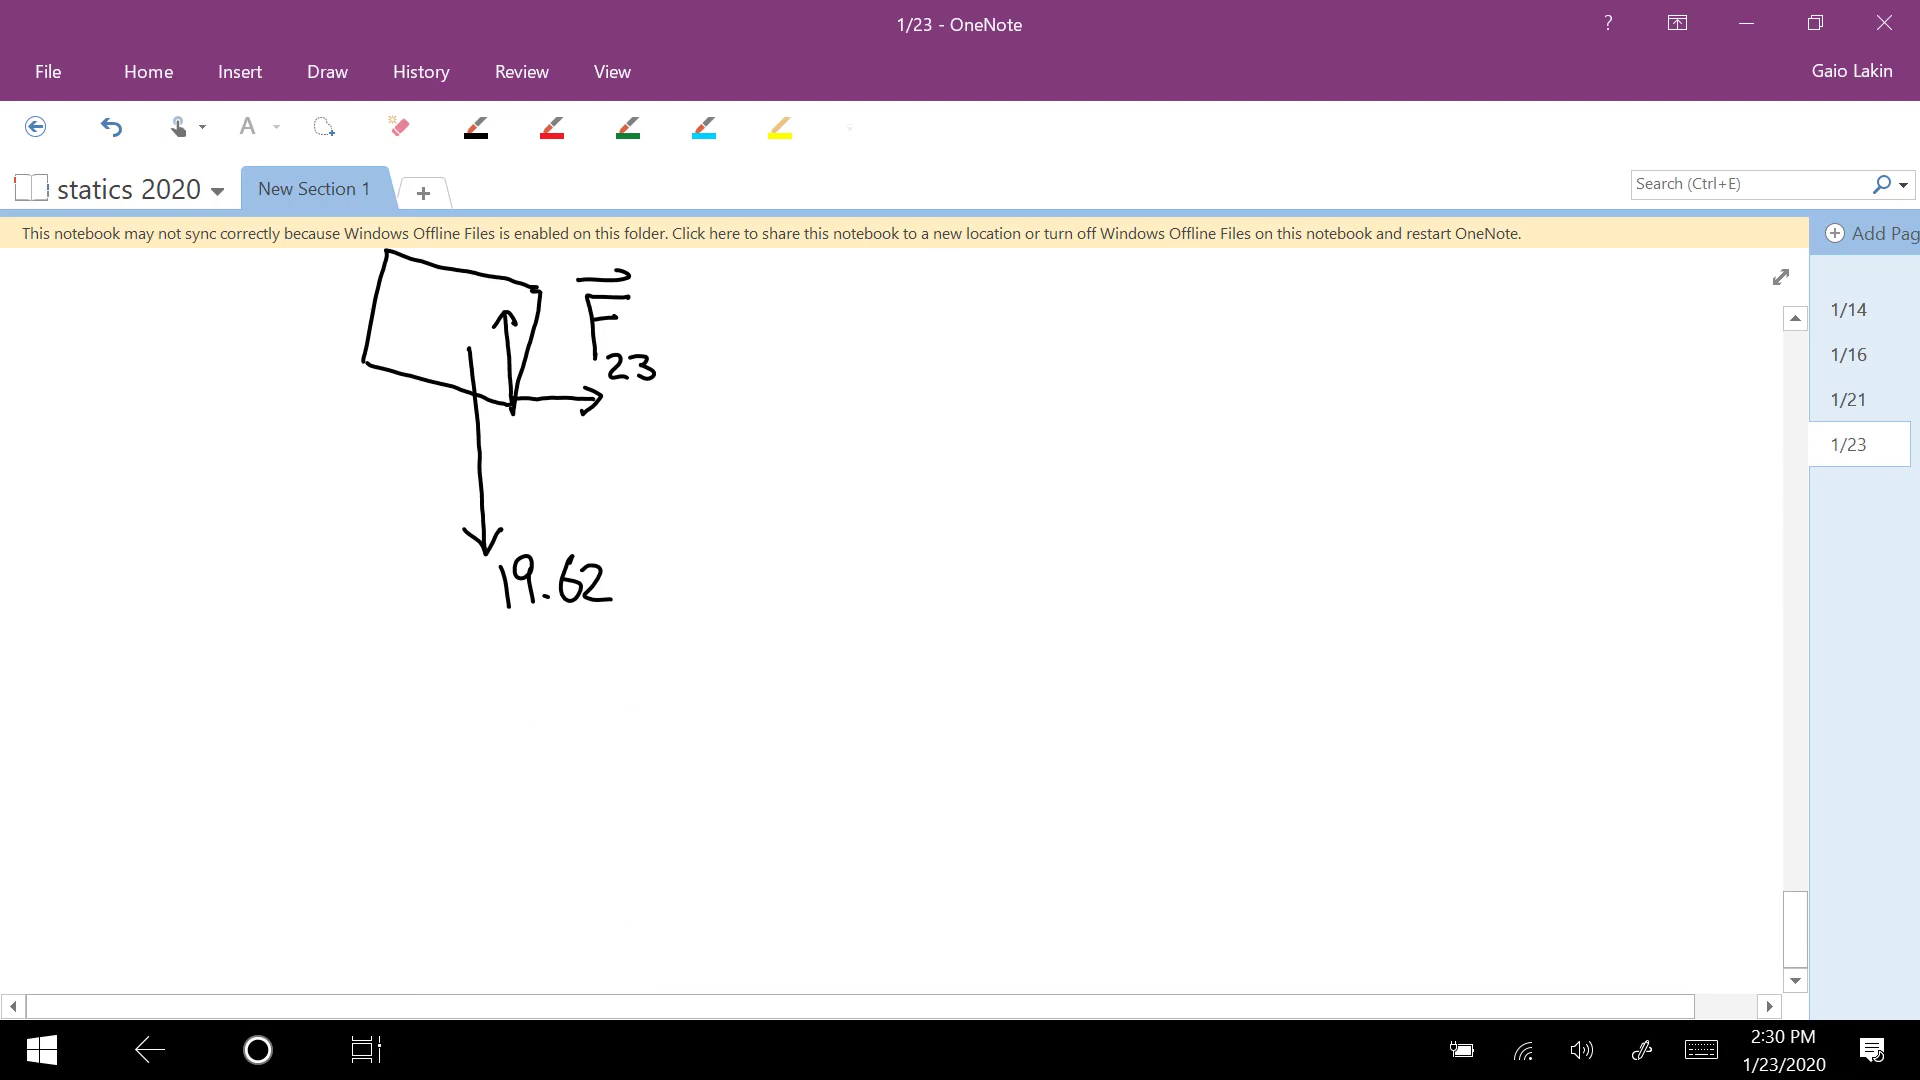 1/23 - OneNote
?
File Home Insert Draw History Review View
Gaio Lakin
A
statics 2020
New Section 1
+
Search (Ctrl+E)
This notebook may not sync correctly because Windows Offline Files is enabled on this folder. Click here to share this notebook to a new location or turn off Windows Offline Files on this notebook and restart OneNote.
Add Pag
1/14
1/16
1/21
1/23
F
23
19.62
2:30 PM
1/23/2020